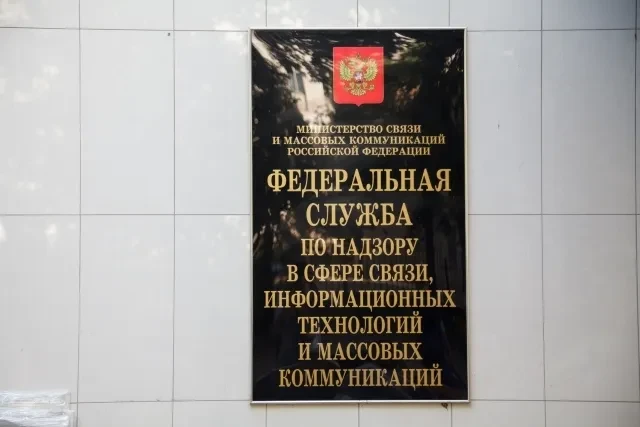 МИНИСТЕРСТВО СВЯЗИ
И МАССОВЫХ КОММУНИКАЦИЙ
РОССИЙСКОЙ ФЕДЕРАЦИИ
ФЕДЕРАЛЬНАЯ
СЛУЖБА
ПО НАДЗОРУ
В СФЕРЕ СВЯЗИ,
ИНФОРМАЦИОННЫХ
ТЕХНОЛОГИЙ
И МАССОВЫХ
КОММУНИКАЦИЙ